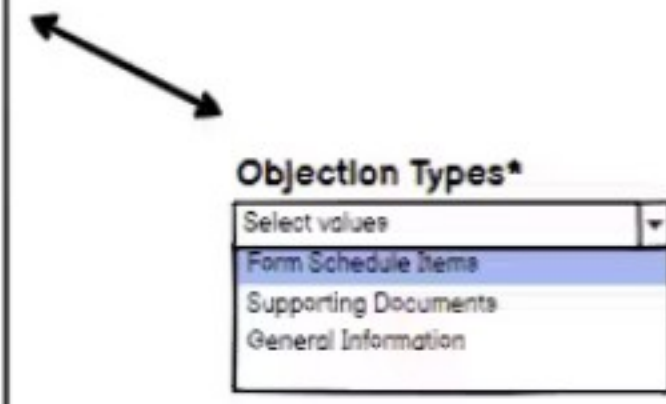 Objection Types*
Select values
Form Schedule Items
Supporting Documents
General Information